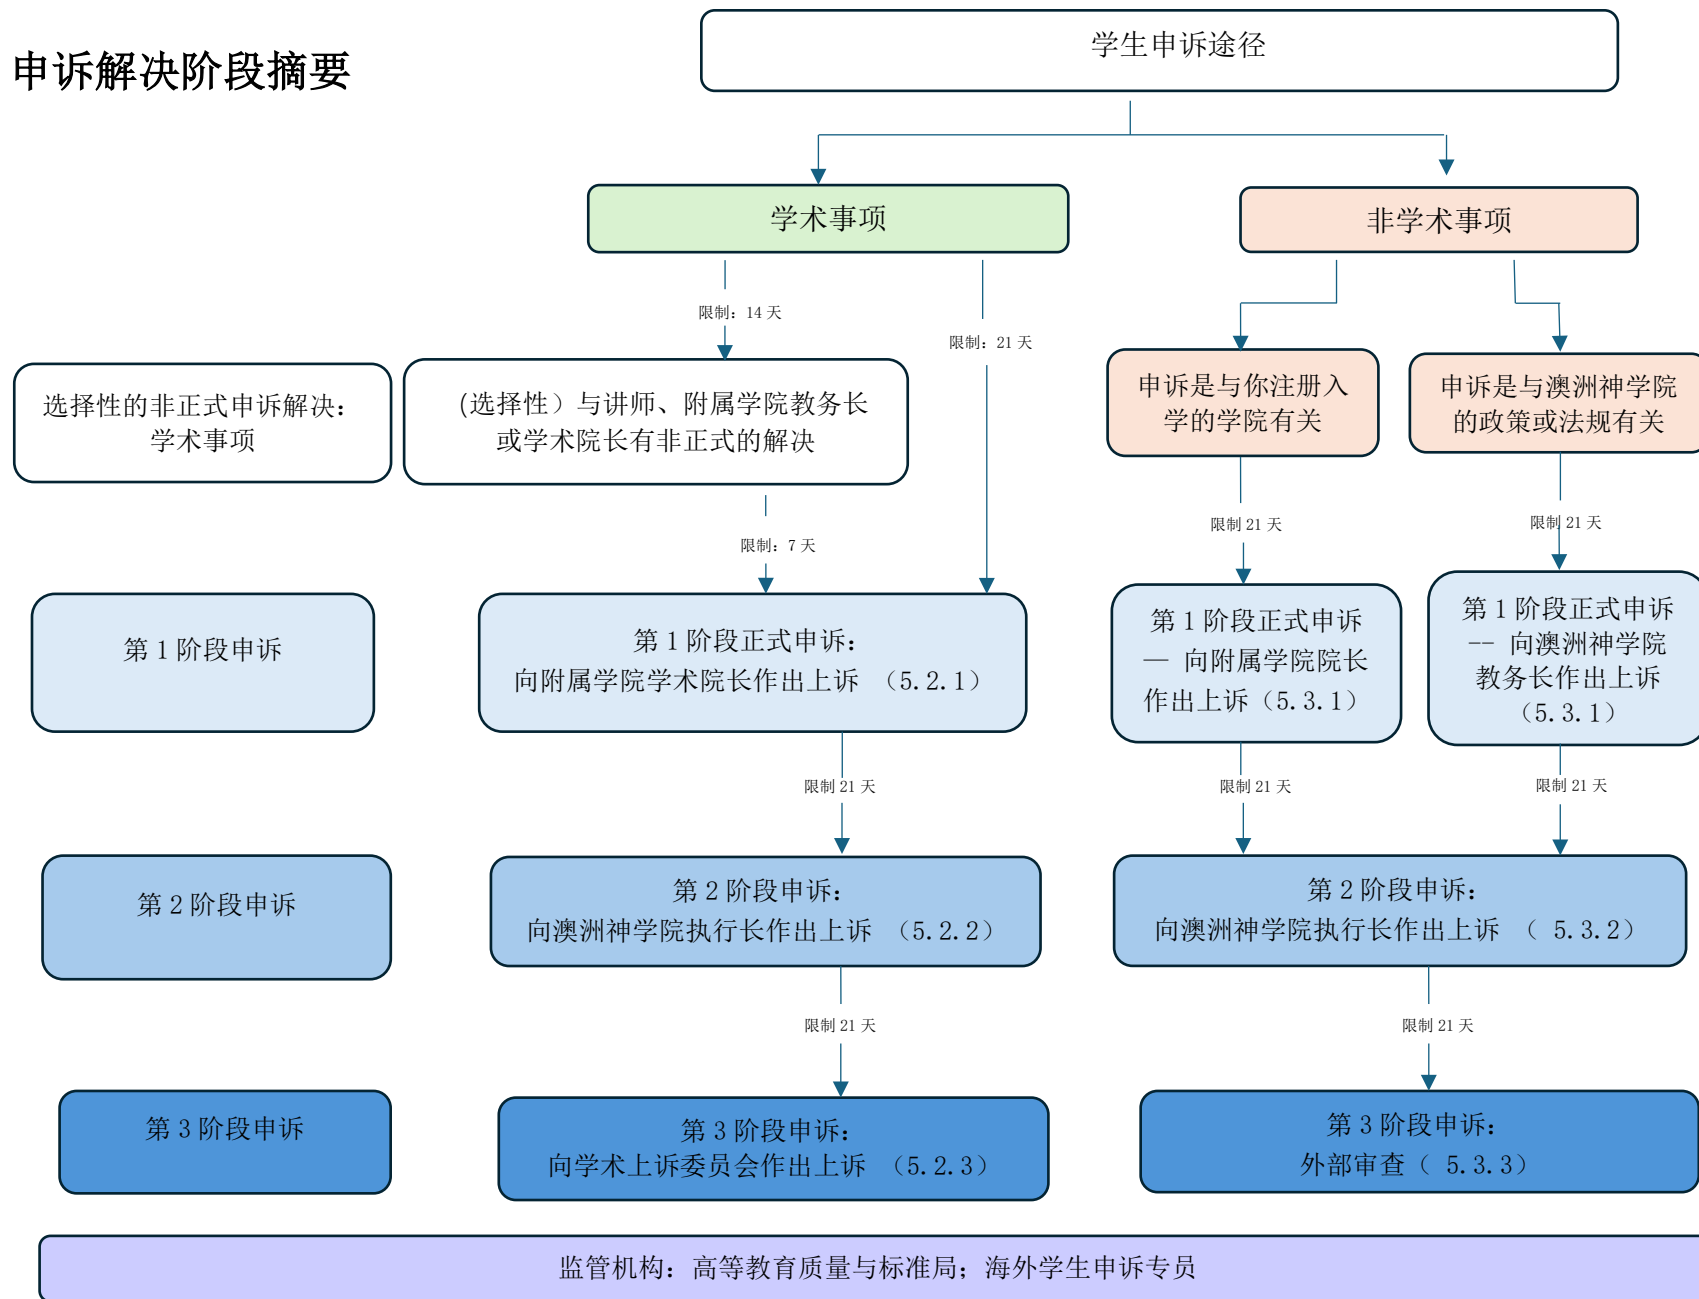 学生申诉途径
申诉解决阶段摘要
学术事项
非学术事项
限制：14 天
限制：21 天
选择性的非正式申诉解决：
学术事项
(选择性）与讲师、附属学院教务长
或学术院长有非正式的解决
申诉是与你注册入
学的学院有关
申诉是与澳洲神学院
的政策或法规有关
限制：7 天
限制 21 天
限制 21 天
第 1 阶段申诉
第 1 阶段正式申诉：
向附属学院学术院长作出上诉 （5.2.1）
第 1 阶段正式申诉
— 向附属学院院长
作出上诉（5.3.1）
第 1 阶段正式申诉
-- 向澳洲神学院
教务长作出上诉
（5.3.1）
限制 21 天
限制 21 天
限制 21 天
第 2 阶段申诉
第 2 阶段申诉：
向澳洲神学院执行长作出上诉 （5.2.2）
第 2 阶段申诉：
向澳洲神学院执行长作出上诉 （ 5.3.2）
限制 21 天
限制 21 天
第 3 阶段申诉
第 3 阶段申诉：
向学术上诉委员会作出上诉 （5.2.3）
第 3 阶段申诉：
外部审查（ 5.3.3）
监管机构：高等教育质量与标准局；海外学生申诉专员